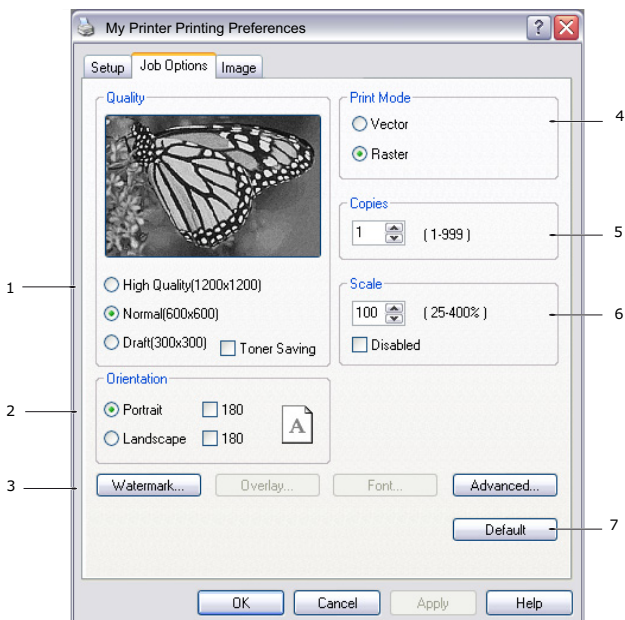 My Printer Printing Preferences
?
Setup Job Options Image
Quality
High Quality(1200x1200)
Normal(600x600)
Draft(300x300) Toner Saving
Print Mode
Vector
Raster
Copies
1 (1-999)
Scale
100 (25-400%)
Disabled
Orientation
Portrait 180
Landscape 180
A
Watermark... Overlay... Font... Advanced...
Default
OK Cancel Apply Help
1
2
3
4
5
6
7